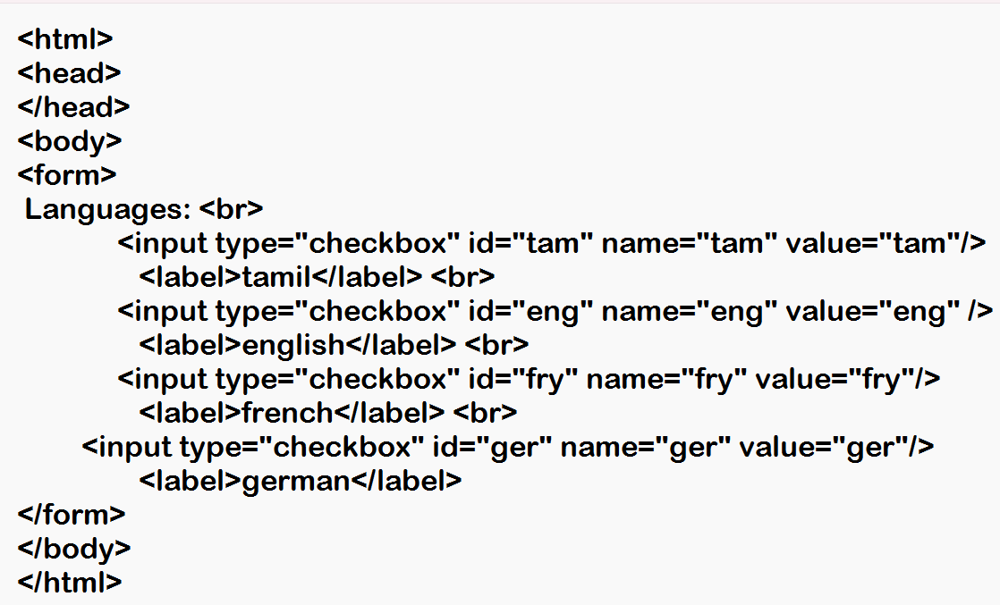 <html>
<head>
</head>
<body>
<form>
Languages: <br>
<input type="checkbox" id="tam" name="tam" value="tam"/>
<label>tamil</label> <br>
<input type="checkbox" id="eng" name="eng" value="eng" />
<label>english</label> <br>
<input type="checkbox" id="fry" name="fry" value="fry"/>
<label>french</label> <br>
<input type="checkbox" id="ger" name="ger" value="ger"/>
<label>german</label>
</form>
</body>
</html>